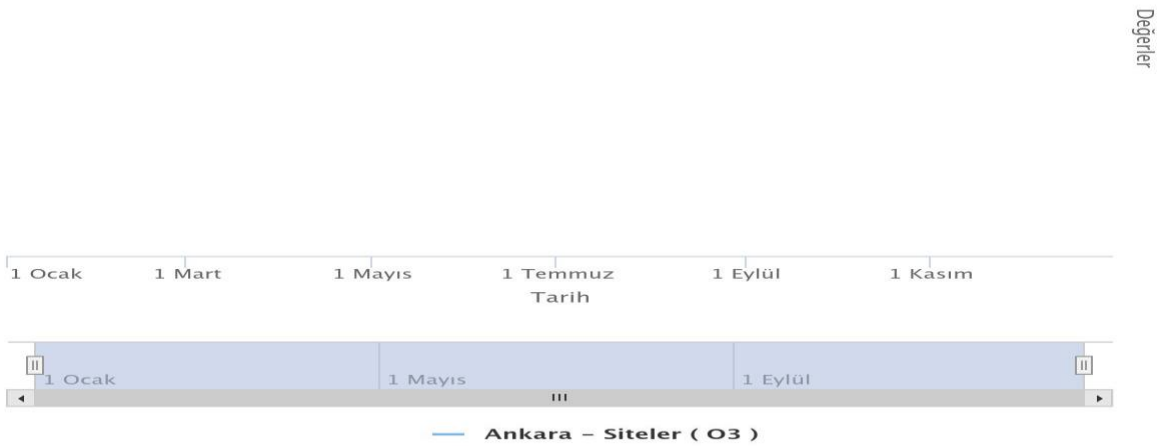 Değerler
1 Ocak 1 Mart 1 Mayıs 1 Temmuz 1 Eylül 1 Kasım
Tarih
1 Ocak 1 Mayıs 1 Eylül
Ankara – Siteler ( O3 )